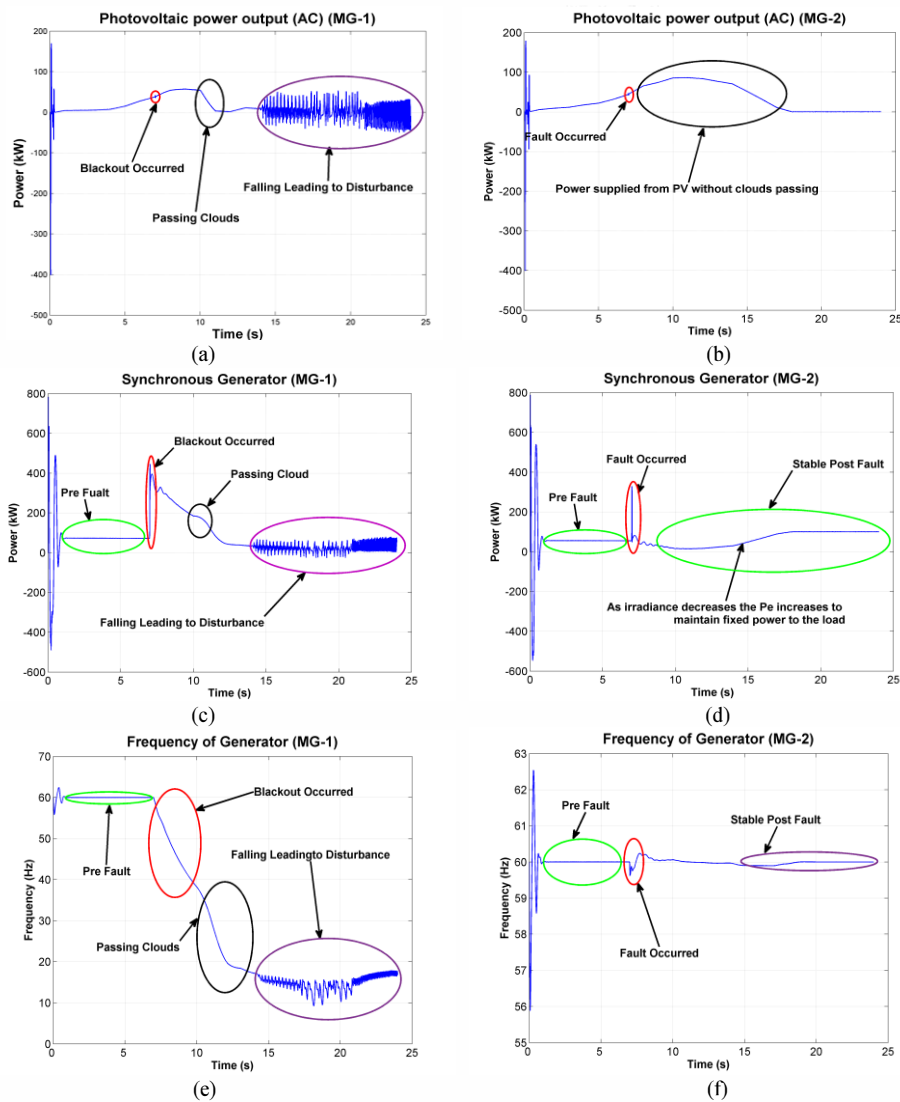 Photovoltaic power output (AC) (MG-1)
200
100
0
-100
-200
-300
-400
-500
Power (kW)
Blackout Occurred
Passing Clouds
Falling Leading to Disturbance
0
5
10
15
20
25
Time (s)
(a)
Photovoltaic power output (AC) (MG-2)
200
100
0
-100
-200
-300
-400
-500
Power (kW)
Fault Occurred
Power supplied from PV without clouds passing
0
5
10
15
20
25
Time (s)
(b)
Synchronous Generator (MG-1)
800
600
400
200
0
-200
-400
-600
Power (kW)
Blackout Occurred
Passing Cloud
Pre Fualt
Falling Leading to Disturbance
0
5
10
15
20
25
Time (s)
(c)
Synchronous Generator (MG-2)
800
600
400
200
0
-200
-400
-600
Power (kW)
Fault Occurred
Stable Post Fault
Pre Fault
As irradiance decreases the Pe increases to
maintain fixed power to the load
0
5
10
15
20
25
Time (s)
(d)
Frequency of Generator (MG-1)
70
60
50
40
30
20
10
0
Frequency (Hz)
Blackout Occurred
Pre Fault
Falling Leadingto Disturbance
Passing Clouds
0
5
10
15
20
25
Time (s)
(e)
Frequency of Generator (MG-2)
63
62
61
60
59
58
57
56
55
Frequency (Hz)
Pre Fault
Stable Post Fault
Fault Occurred
0
5
10
15
20
25
Time (s)
(f)